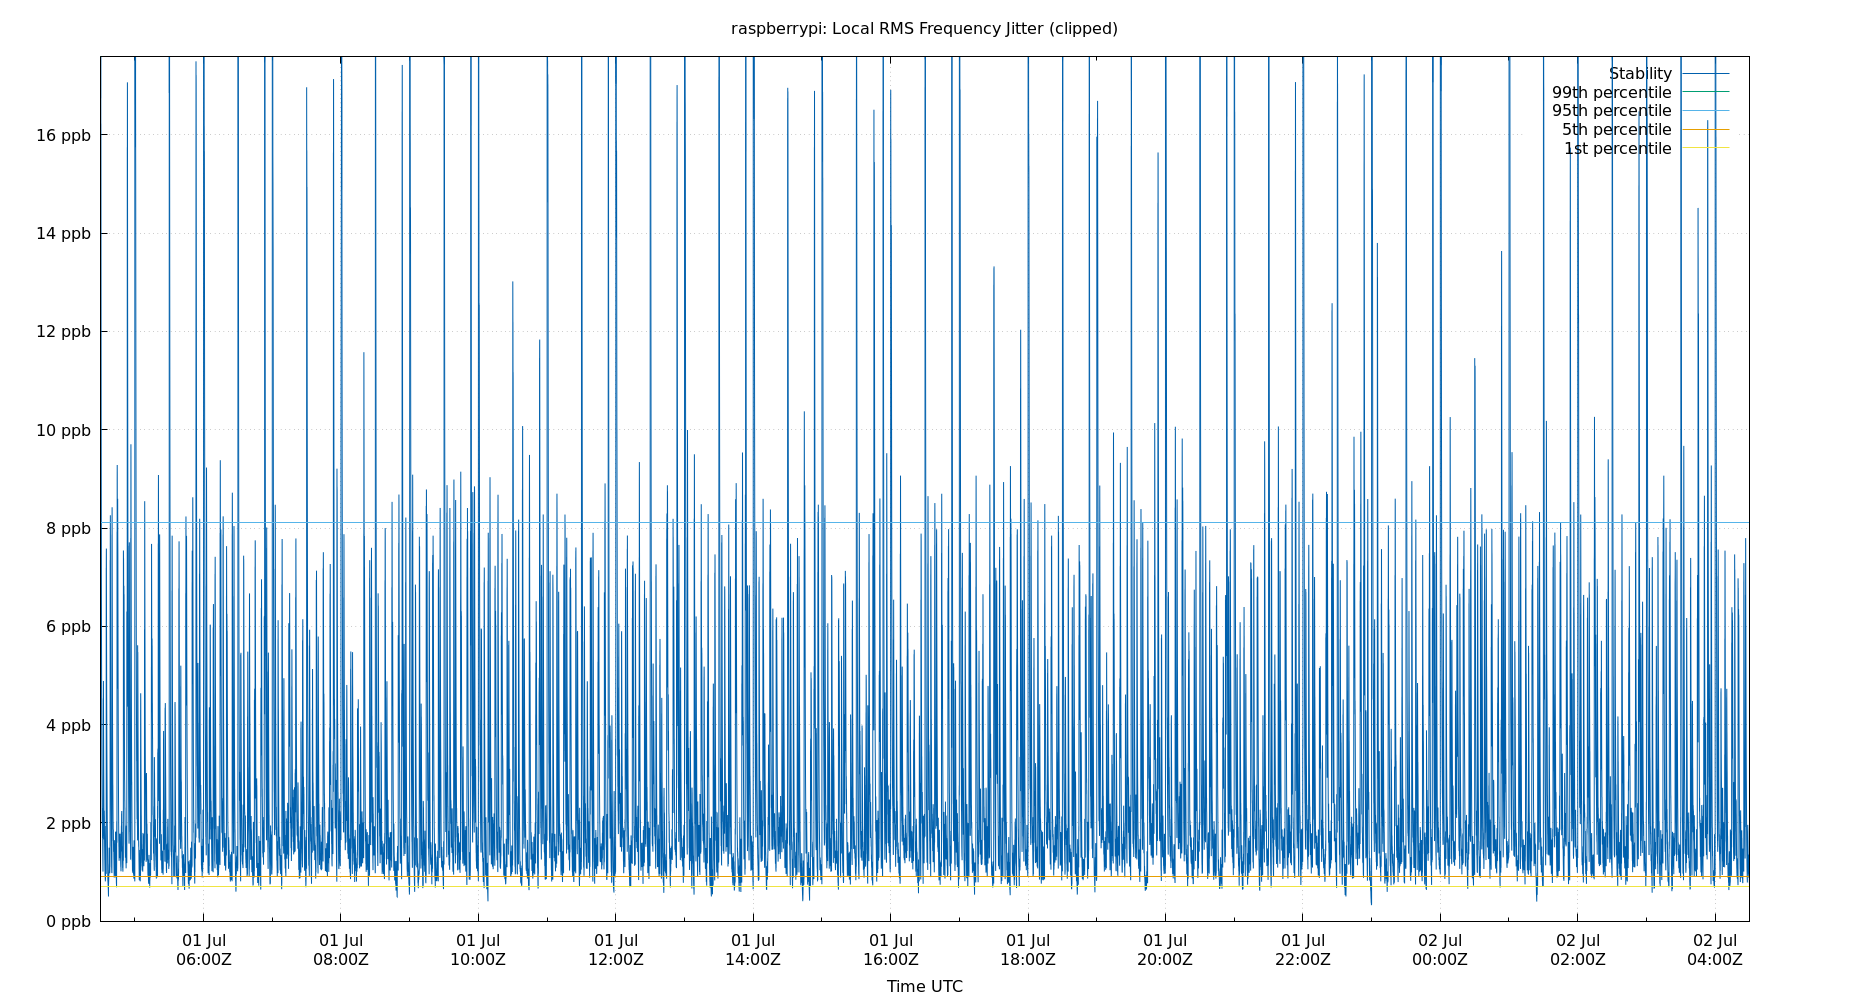 raspberrypi: Local RMS Frequency Jitter (clipped)
Stability
99th percentile
95th percentile
5th percentile
1st percentile
16 ppb
14 ppb
12 ppb
10 ppb
8 ppb
6 ppb
4 ppb
2 ppb
0 ppb
01 Jul 01 Jul 01 Jul 01 Jul 01 Jul 01 Jul 01 Jul 01 Jul 01 Jul 02 Jul 02 Jul 02 Jul
06:00Z 08:00Z 10:00Z 12:00Z 14:00Z 16:00Z 18:00Z 20:00Z 22:00Z 00:00Z 02:00Z 04:00Z
Time UTC